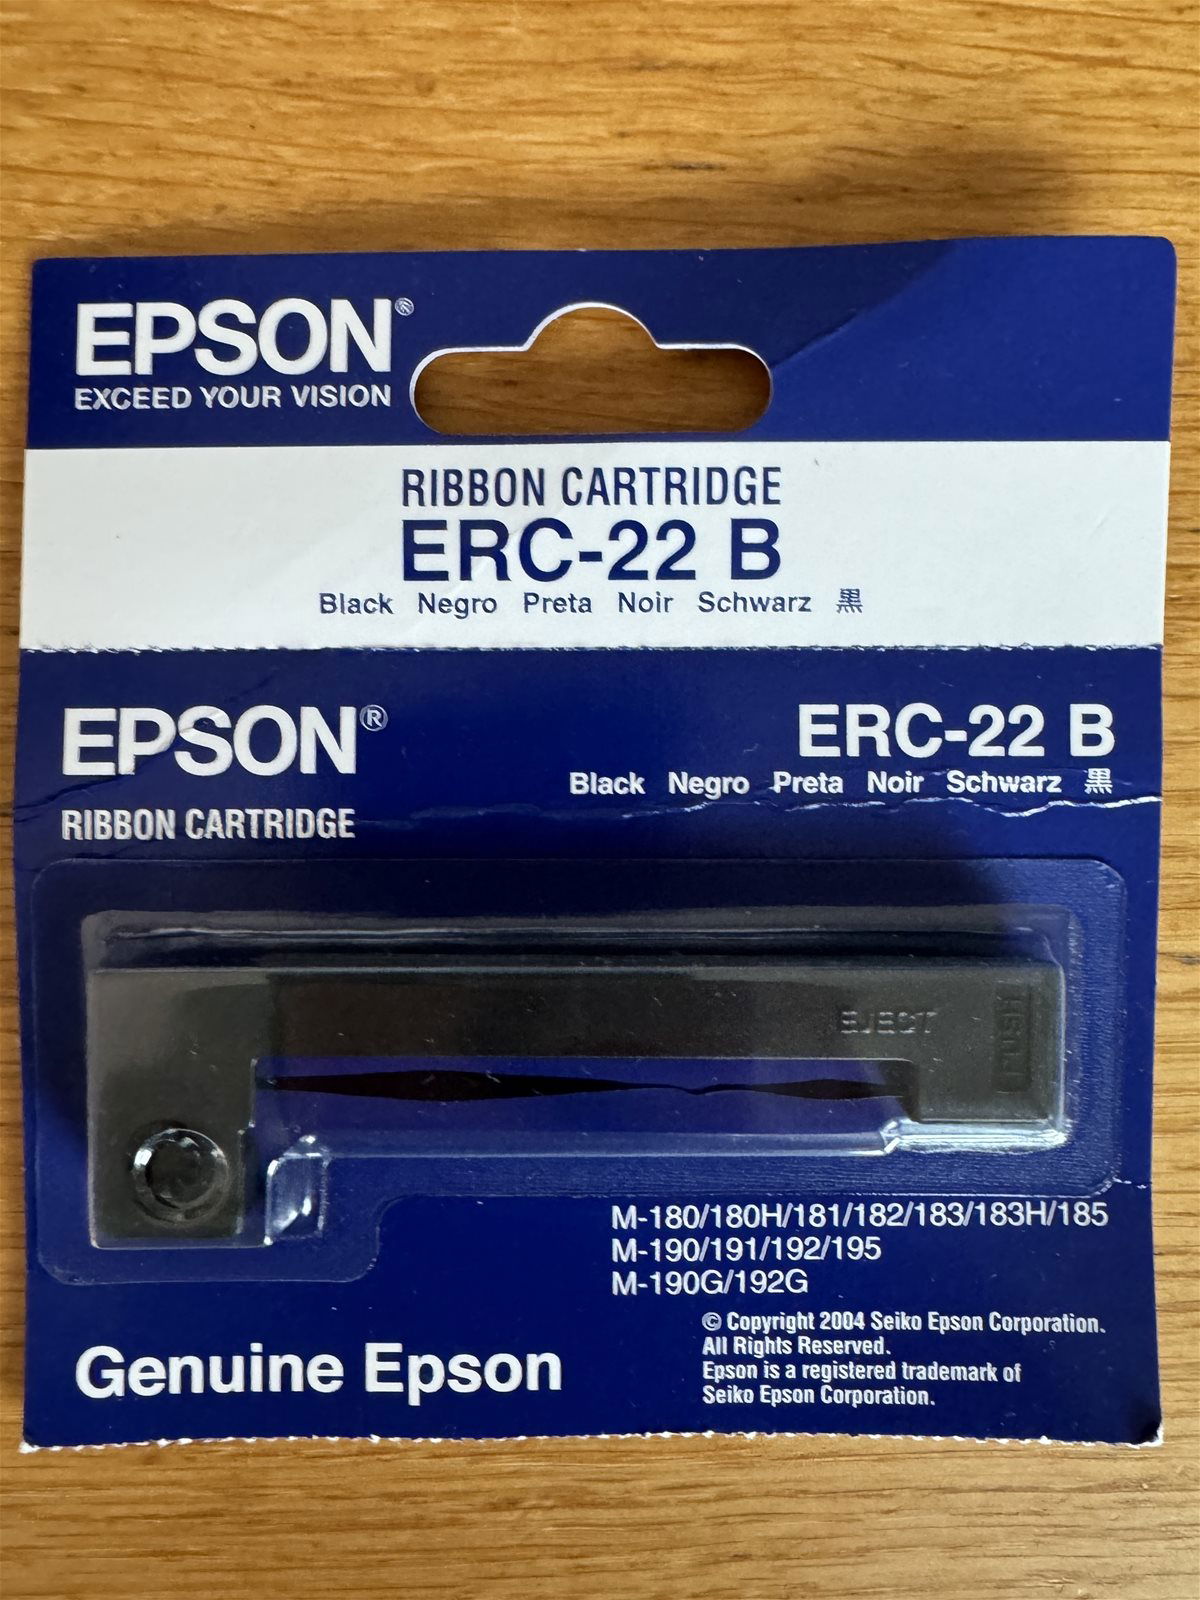 EPSON®
EXCEED YOUR VISION
RIBBON CARTRIDGE
ERC-22 B
Black Negro Preta Noir Schwarz 黒
EPSON®
RIBBON CARTRIDGE
ERC-22 B
Black Negro Preta Noir Schwarz 黒
EJECT
PUSH
M-180/180H/181/182/183/183H/185
M-190/191/192/195
M-190G/192G
© Copyright 2004 Seiko Epson Corporation.
All Rights Reserved.
Epson is a registered trademark of
Seiko Epson Corporation.
Genuine Epson